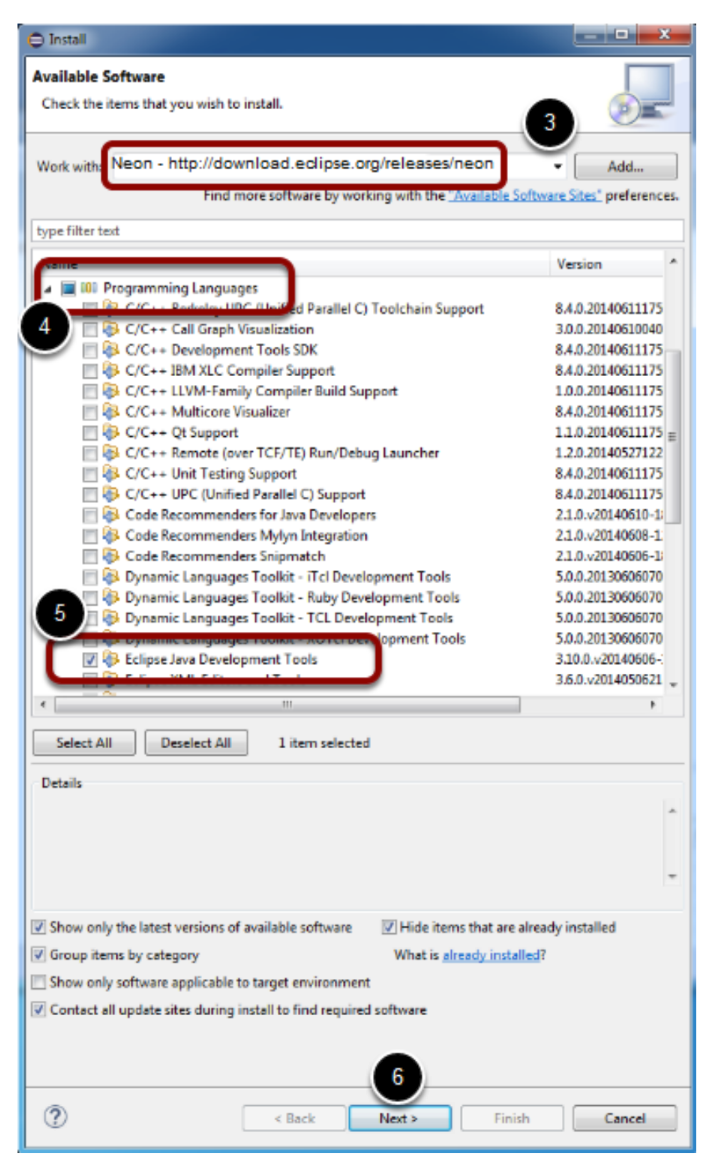 Install
Available Software
Check the items that you wish to install.
3
Work with: Neon - http://download.eclipse.org/releases/neon Add...
Find more software by working with the "Available Software Sites" preferences.
type filter text
Name Version
Programming Languages
4
C/C++ Berkeley UPC (Unified Parallel C) Toolchain Support 8.4.0.20140611175
C/C++ Call Graph Visualization 3.0.0.20140610040
C/C++ Development Tools SDK 8.4.0.20140611175
C/C++ IBM XLC Compiler Support 8.4.0.20140611175
C/C++ LLVM-Family Compiler Build Support 1.0.0.20140611175
C/C++ Multicore Visualizer 8.4.0.20140611175
C/C++ Qt Support 1.1.0.20140611175
C/C++ Remote (over TCF/TE) Run/Debug Launcher 1.2.0.20140527122
C/C++ Unit Testing Support 8.4.0.20140611175
C/C++ UPC (Unified Parallel C) Support 8.4.0.20140611175
Code Recommenders for Java Developers 2.1.0.v20140610-1
Code Recommenders Mylyn Integration 2.1.0.v20140608-1
Code Recommenders Snipmatch 2.1.0.v20140606-1
Dynamic Languages Toolkit - iTcl Development Tools 5.0.0.20130606070
Dynamic Languages Toolkit - Ruby Development Tools 5.0.0.20130606070
5
Dynamic Languages Toolkit - TCL Development Tools 5.0.0.20130606070
Dynamic Languages Toolkit - XOTcl Development Tools 5.0.0.20130606070
Eclipse Java Development Tools 3.10.0.v20140606-
3.6.0.v2014050621
Select All Deselect All 1 item selected
Details
Show only the latest versions of available software Hide items that are already installed
Group items by category What is already installed?
Show only software applicable to target environment
Contact all update sites during install to find required software
6
? < Back Next > Finish Cancel